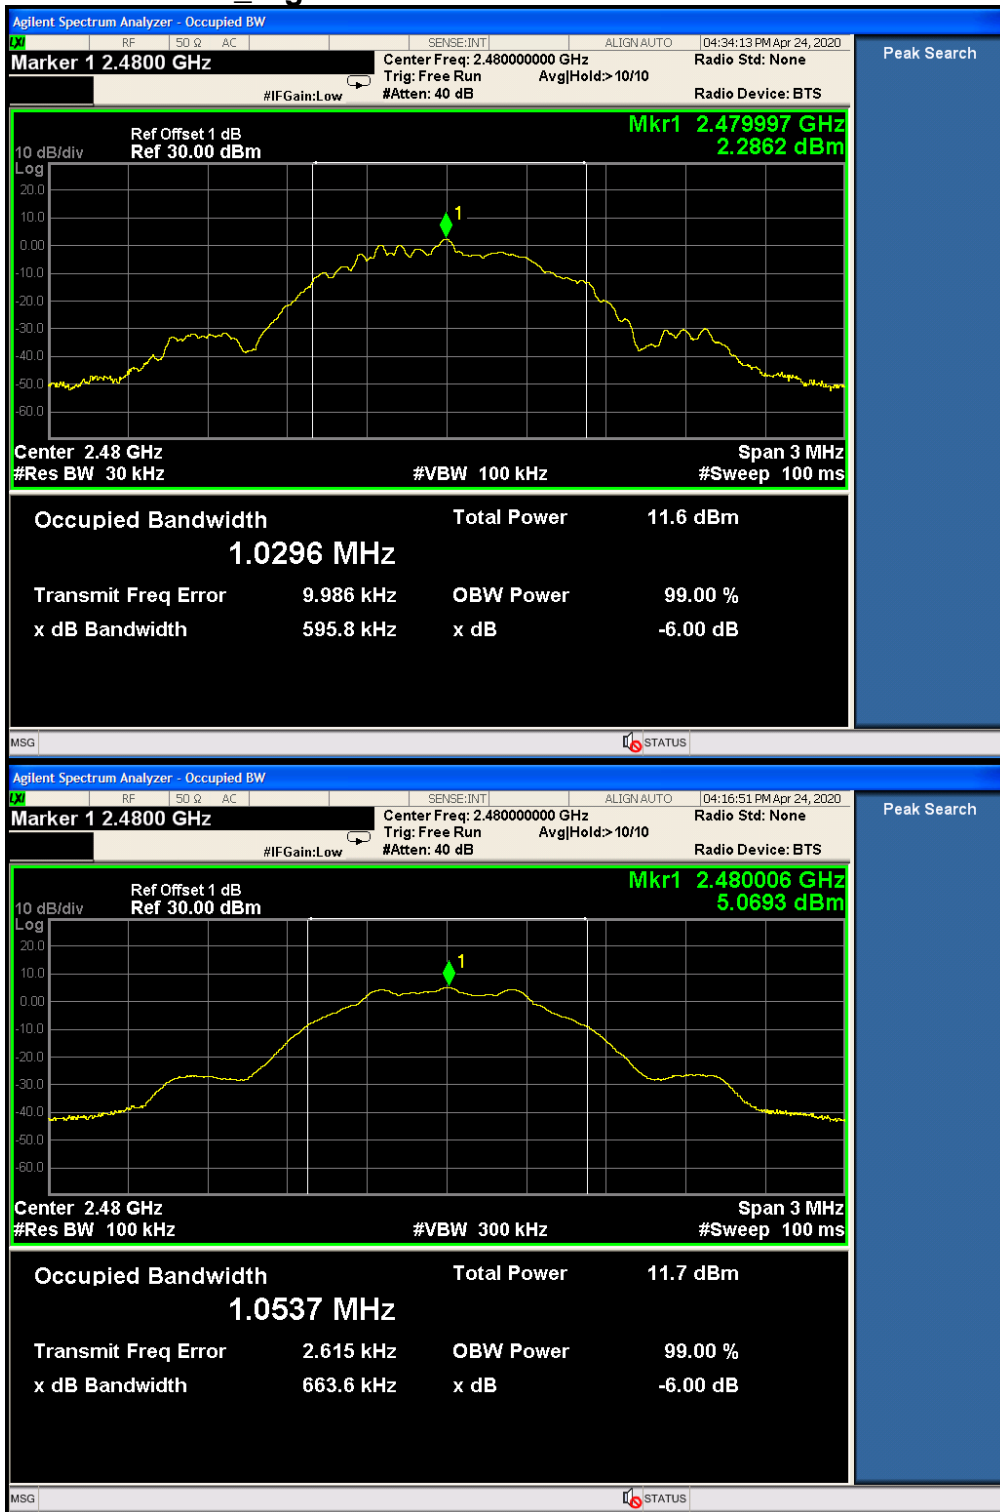 Agilent Spectrum Analyzer - Occupied BW
LXI RF 50 Ω AC SENSE:INT ALIGN AUTO 04:34:13 PM Apr 24, 2020
Marker 1 2.4800 GHz Center Freq: 2.480000000 GHz Radio Std: None Peak Search
Trig: Free Run Avg|Hold:> 10/10
#IFGain:Low #Atten: 40 dB Radio Device: BTS
Mkr1 2.479997 GHz
Ref Offset 1 dB 2.2862 dBm
10 dB/div Ref 30.00 dBm
Log
20.0
10.0
1
0.00
-10.0
-20.0
-30.0
-40.0
-50.0
-60.0
Center 2.48 GHz Span 3 MHz
#Res BW 30 kHz #VBW 100 kHz #Sweep 100 ms
Occupied Bandwidth Total Power 11.6 dBm
1.0296 MHz
Transmit Freq Error 9.986 kHz OBW Power 99.00 %
x dB Bandwidth 595.8 kHz x dB -6.00 dB
MSG STATUS
Agilent Spectrum Analyzer - Occupied BW
LXI RF 50 Ω AC SENSE:INT ALIGN AUTO 04:16:51 PM Apr 24, 2020
Marker 1 2.4800 GHz Center Freq: 2.480000000 GHz Radio Std: None Peak Search
Trig: Free Run Avg|Hold:> 10/10
#IFGain:Low #Atten: 40 dB Radio Device: BTS
Mkr1 2.480006 GHz
Ref Offset 1 dB 5.0693 dBm
10 dB/div Ref 30.00 dBm
Log
20.0
1
10.0
0.00
-10.0
-20.0
-30.0
-40.0
-50.0
-60.0
Center 2.48 GHz Span 3 MHz
#Res BW 100 kHz #VBW 300 kHz #Sweep 100 ms
Occupied Bandwidth Total Power 11.7 dBm
1.0537 MHz
Transmit Freq Error 2.615 kHz OBW Power 99.00 %
x dB Bandwidth 663.6 kHz x dB -6.00 dB
MSG STATUS